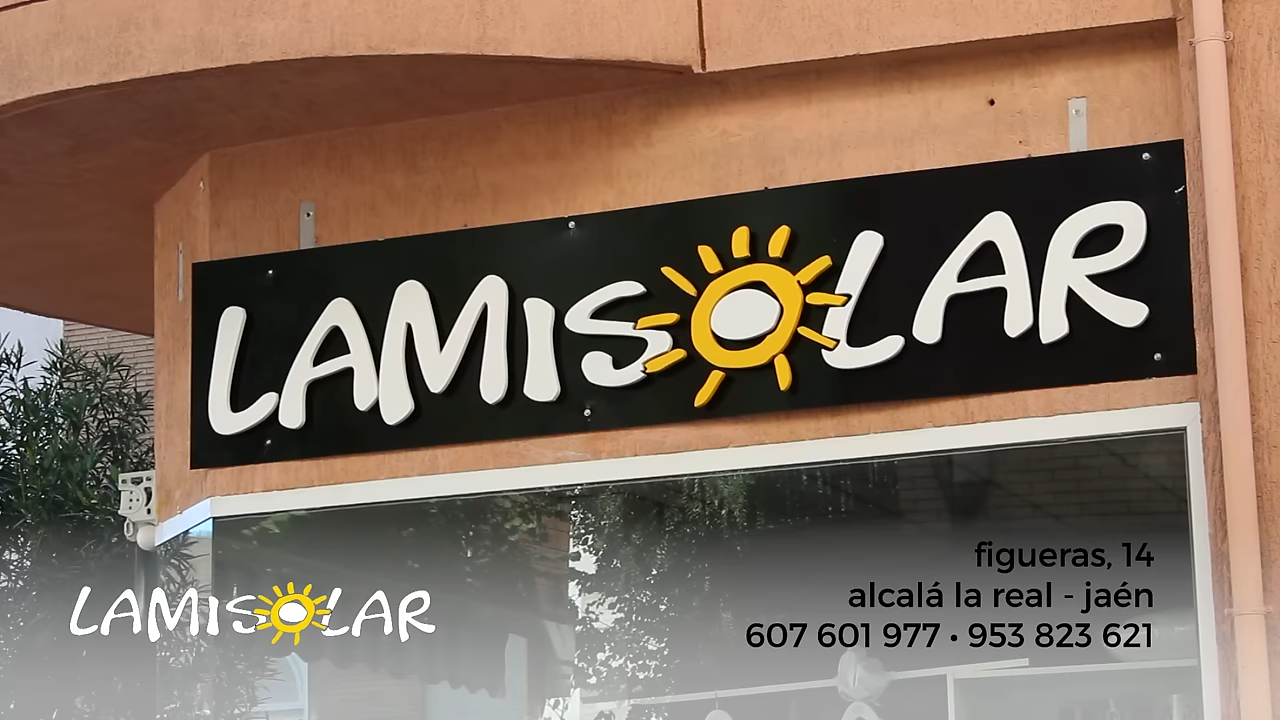 LAMISOLAR
LAMISOLAR
figueras, 14
alcalá la real - jaén
607 601 977 • 953 823 621